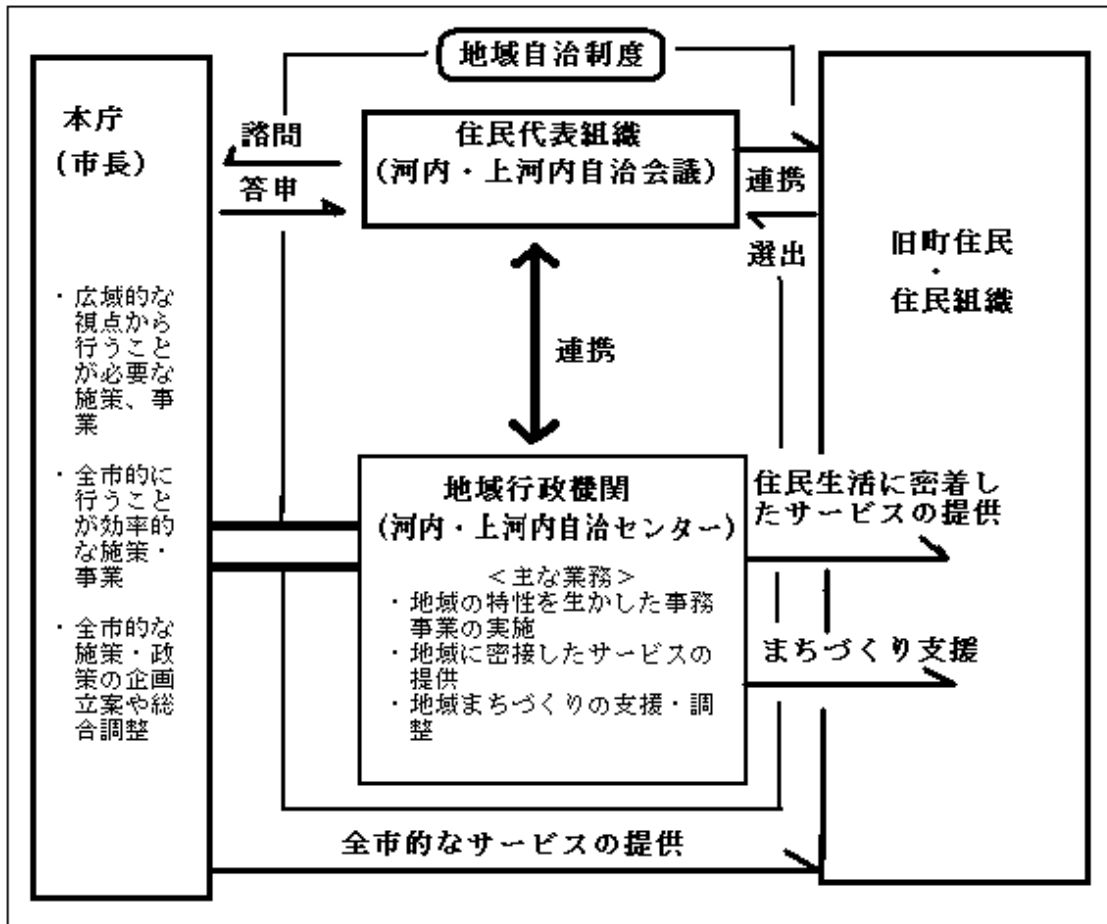 地域自治制度
本庁
(市長)
諮問
答申
住民代表組織
(河内・上河内自治会議)
連携
選出
旧町住民
・
住民組織
・広域的な
視点から
行うこと
が必要な
施策、事
業
・全市的に
行うこと
が効率的
な施策・
事業
・全市的な
施策・政
策の企画
立案や総
合調整
連携
地域行政機関
(河内・上河内自治センター)
＜主な業務＞
・地域の特性を生かした事務
事業の実施
・地域に密接したサービスの
提供
・地域まちづくりの支援・調
整
住民生活に密着し
たサービスの提供
まちづくり支援
全市的なサービスの提供